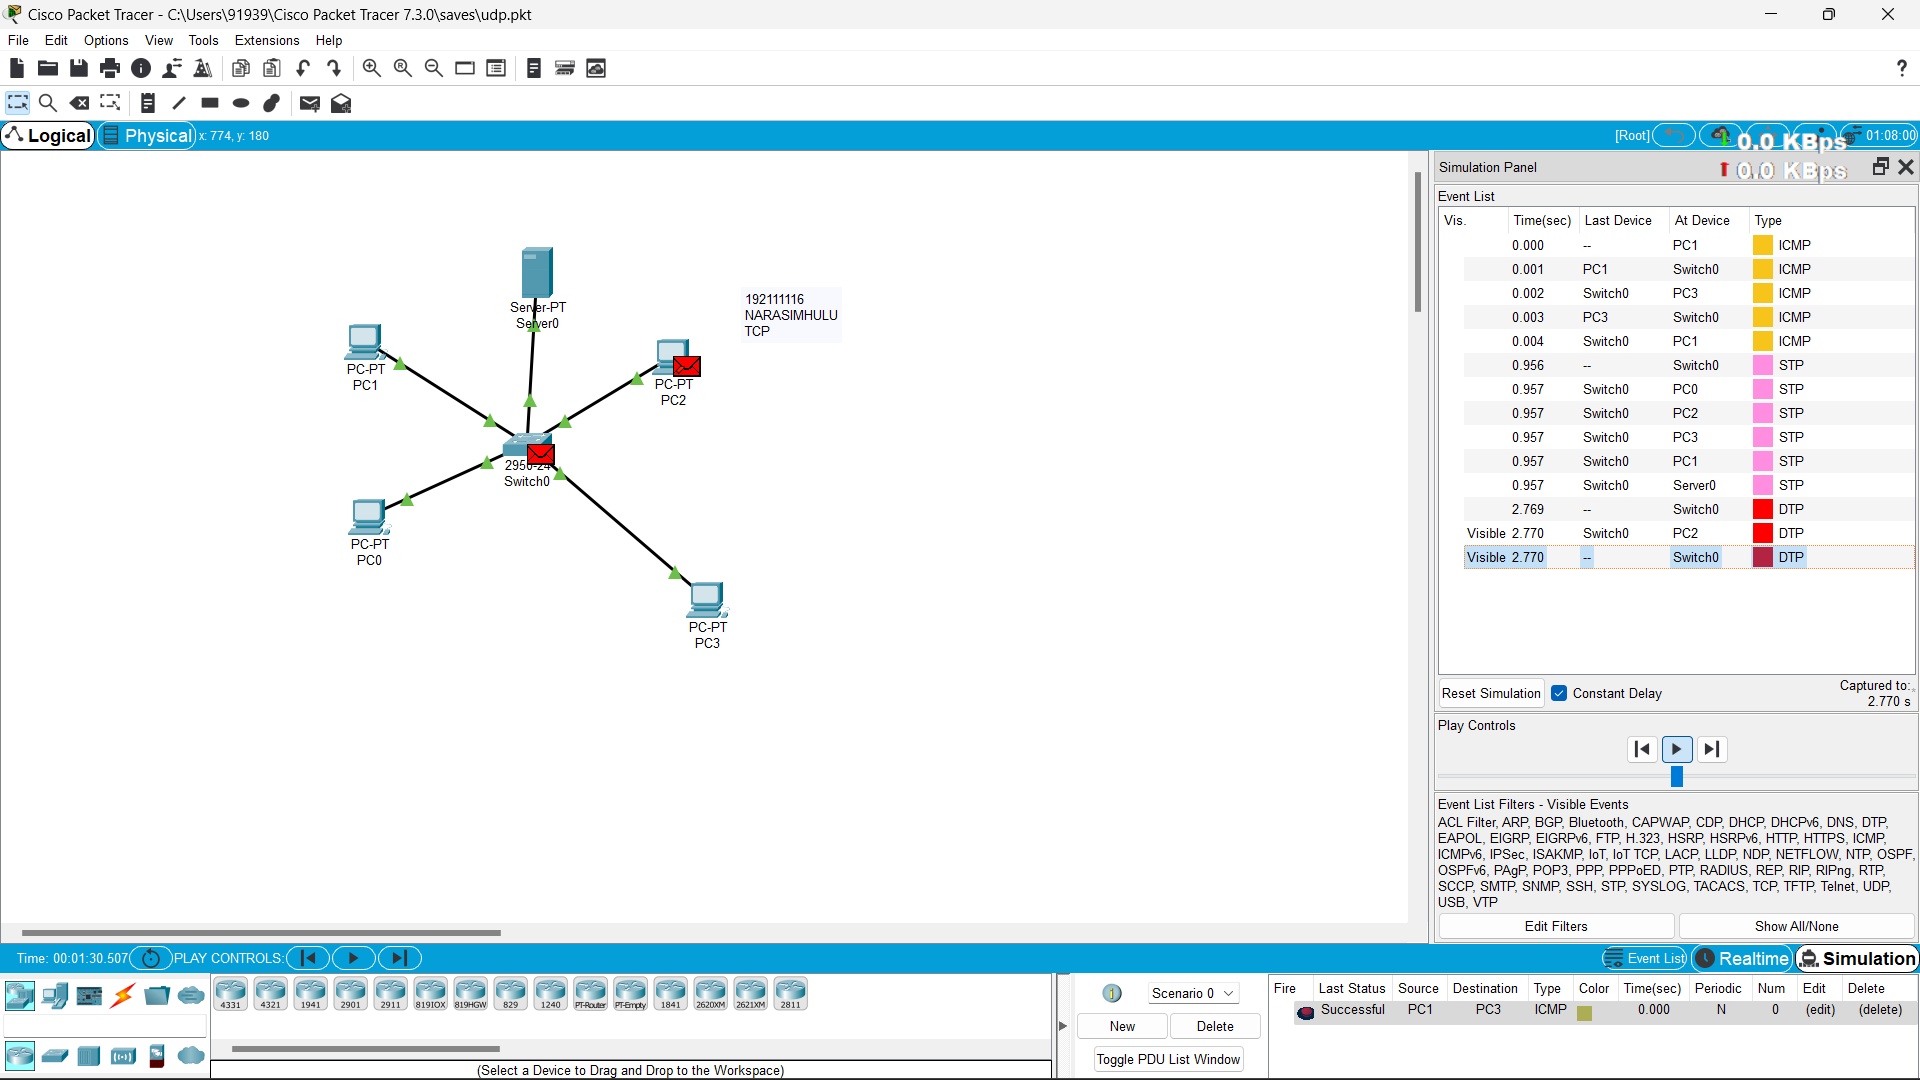 Cisco Packet Tracer - C:\Users\91939\Cisco Packet Tracer 7.3.0\saves\udp.pkt
File Edit Options View Tools Extensions Help
?
Logical Physical x: 774, y: 180 [Root] 01:08:00
0.0 KBps
0.0 KBps
Simulation Panel
Event List
Vis. Time(sec) Last Device At Device Type
0.000 -- PC1 ICMP
0.001 PC1 Switch0 ICMP
0.002 Switch0 PC3 ICMP
0.003 PC3 Switch0 ICMP
0.004 Switch0 PC1 ICMP
0.956 -- Switch0 STP
0.957 Switch0 PC0 STP
0.957 Switch0 PC2 STP
0.957 Switch0 PC3 STP
0.957 Switch0 PC1 STP
0.957 Switch0 Server0 STP
2.769 -- Switch0 DTP
Visible 2.770 Switch0 PC2 DTP
Visible 2.770 -- Switch0 DTP
Server-PT
Server0
192111116
NARASIMHULU
TCP
PC-PT
PC1
PC-PT
PC2
2950-24
Switch0
PC-PT
PC0
PC-PT
PC3
Reset Simulation Constant Delay Captured to:
2.770 s
Play Controls
Event List Filters - Visible Events
ACL Filter, ARP, BGP, Bluetooth, CAPWAP, CDP, DHCP, DHCPv6, DNS, DTP,
EAPOL, EIGRP, EIGRPv6, FTP, H.323, HSRP, HSRPv6, HTTP, HTTPS, ICMP,
ICMPv6, IPSec, ISAKMP, IoT, IoT TCP, LACP, LLDP, NDP, NETFLOW, NTP, OSPF,
OSPFv6, PAgP, POP3, PPP, PPPoED, PTP, RADIUS, REP, RIP, RIPng, RTP,
SCCP, SMTP, SNMP, SSH, STP, SYSLOG, TACACS, TCP, TFTP, Telnet, UDP,
USB, VTP
Edit Filters Show All/None
Time: 00:01:30.507 PLAY CONTROLS: Event List Realtime Simulation
4331 4321 1941 2901 2911 819IOX 819HGW 829 1240 PT-Router PT-Empty 1841 2620XM 2621XM 2811
(Select a Device to Drag and Drop to the Workspace)
Scenario 0
New Delete
Toggle PDU List Window
Fire Last Status Source Destination Type Color Time(sec) Periodic Num Edit Delete
Successful PC1 PC3 ICMP 0.000 N 0 (edit) (delete)